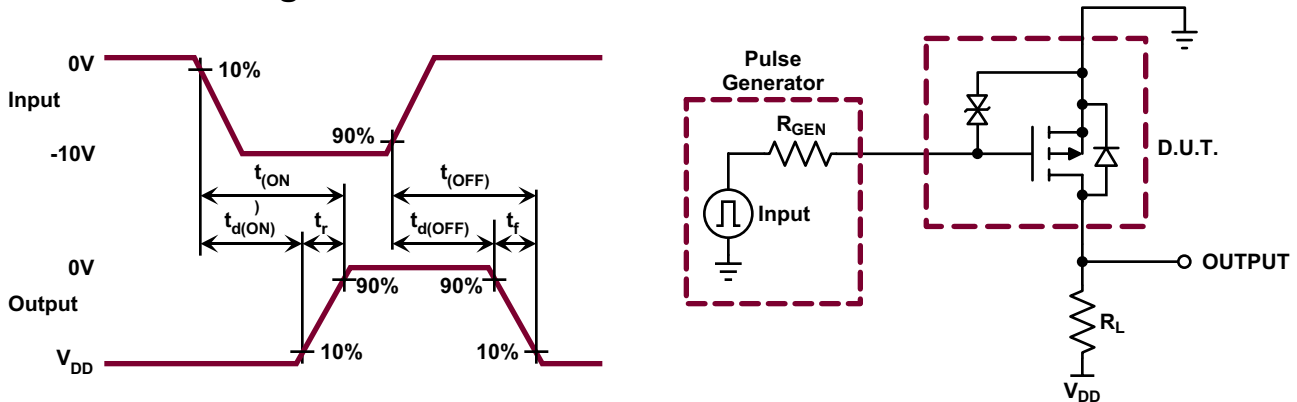 g
0V
10%
Input
90%
-10V
t(ON
)
t(OFF)
td(ON)
tr
td(OFF)
tf
0V
90%
90%
Output
10%
10%
VDD
Pulse
Generator
RGEN
Input
D.U.T.
OUTPUT
RL
VDD